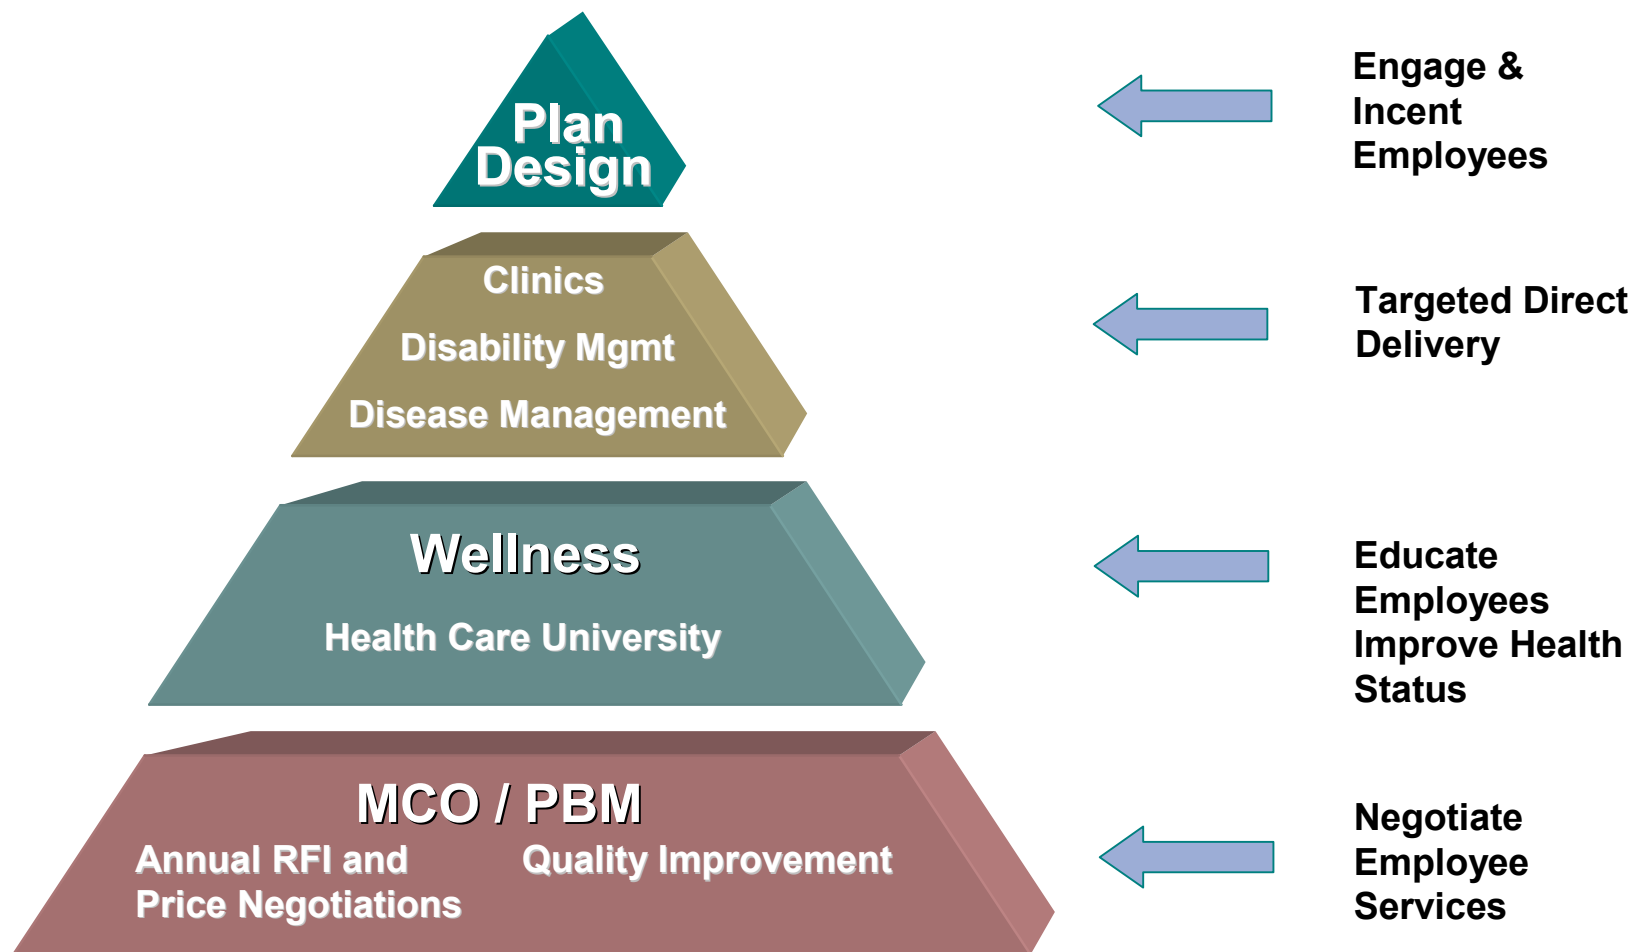 Plan
Design
Engage &
Incent
Employees
Clinics
Disability Mgmt
Disease Management
Targeted Direct
Delivery
Wellness
Health Care University
Educate
Employees
Improve Health
Status
MCO / PBM
Annual RFI and
Price Negotiations
Quality Improvement
Negotiate
Employee
Services